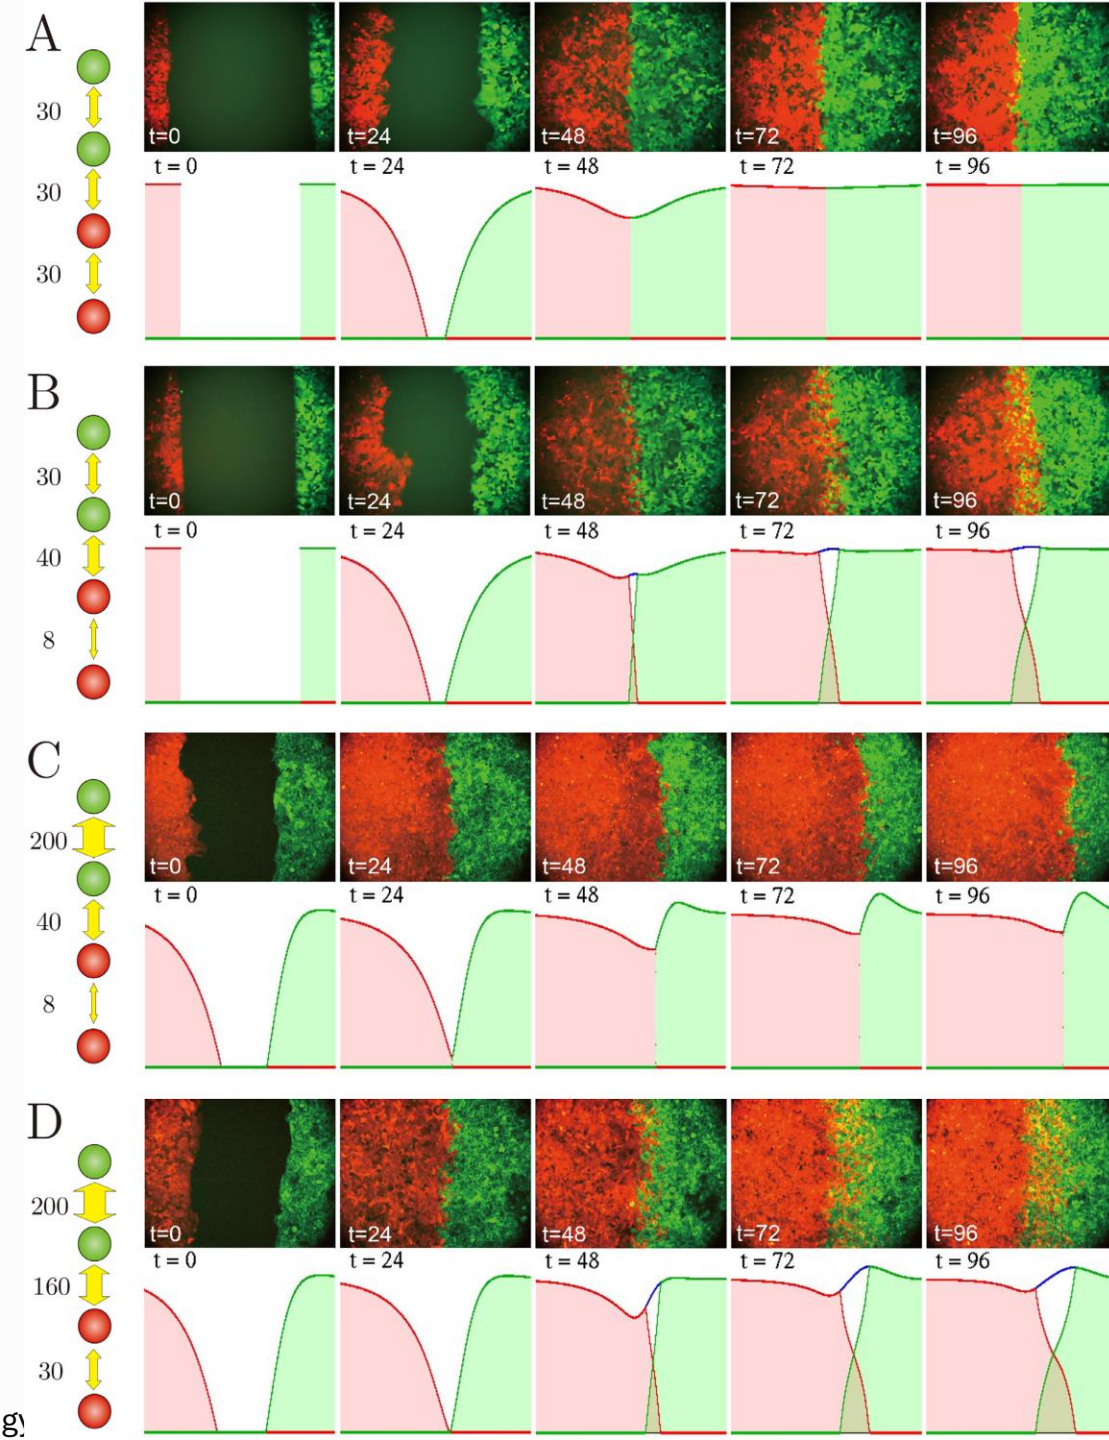 A
30
30
30
t=0
t=24
t=48
t=72
t=96
t = 0
t = 24
t = 48
t = 72
t = 96
B
30
40
8
t=0
t=24
t=48
t=72
t=96
t = 0
t = 24
t = 48
t = 72
t = 96
C
200
40
8
t=0
t=24
t=48
t=72
t=96
t = 0
t = 24
t = 48
t = 72
t = 96
D
200
160
30
t=0
t=24
t=48
t=72
t=96
t = 0
t = 24
t = 48
t = 72
t = 96